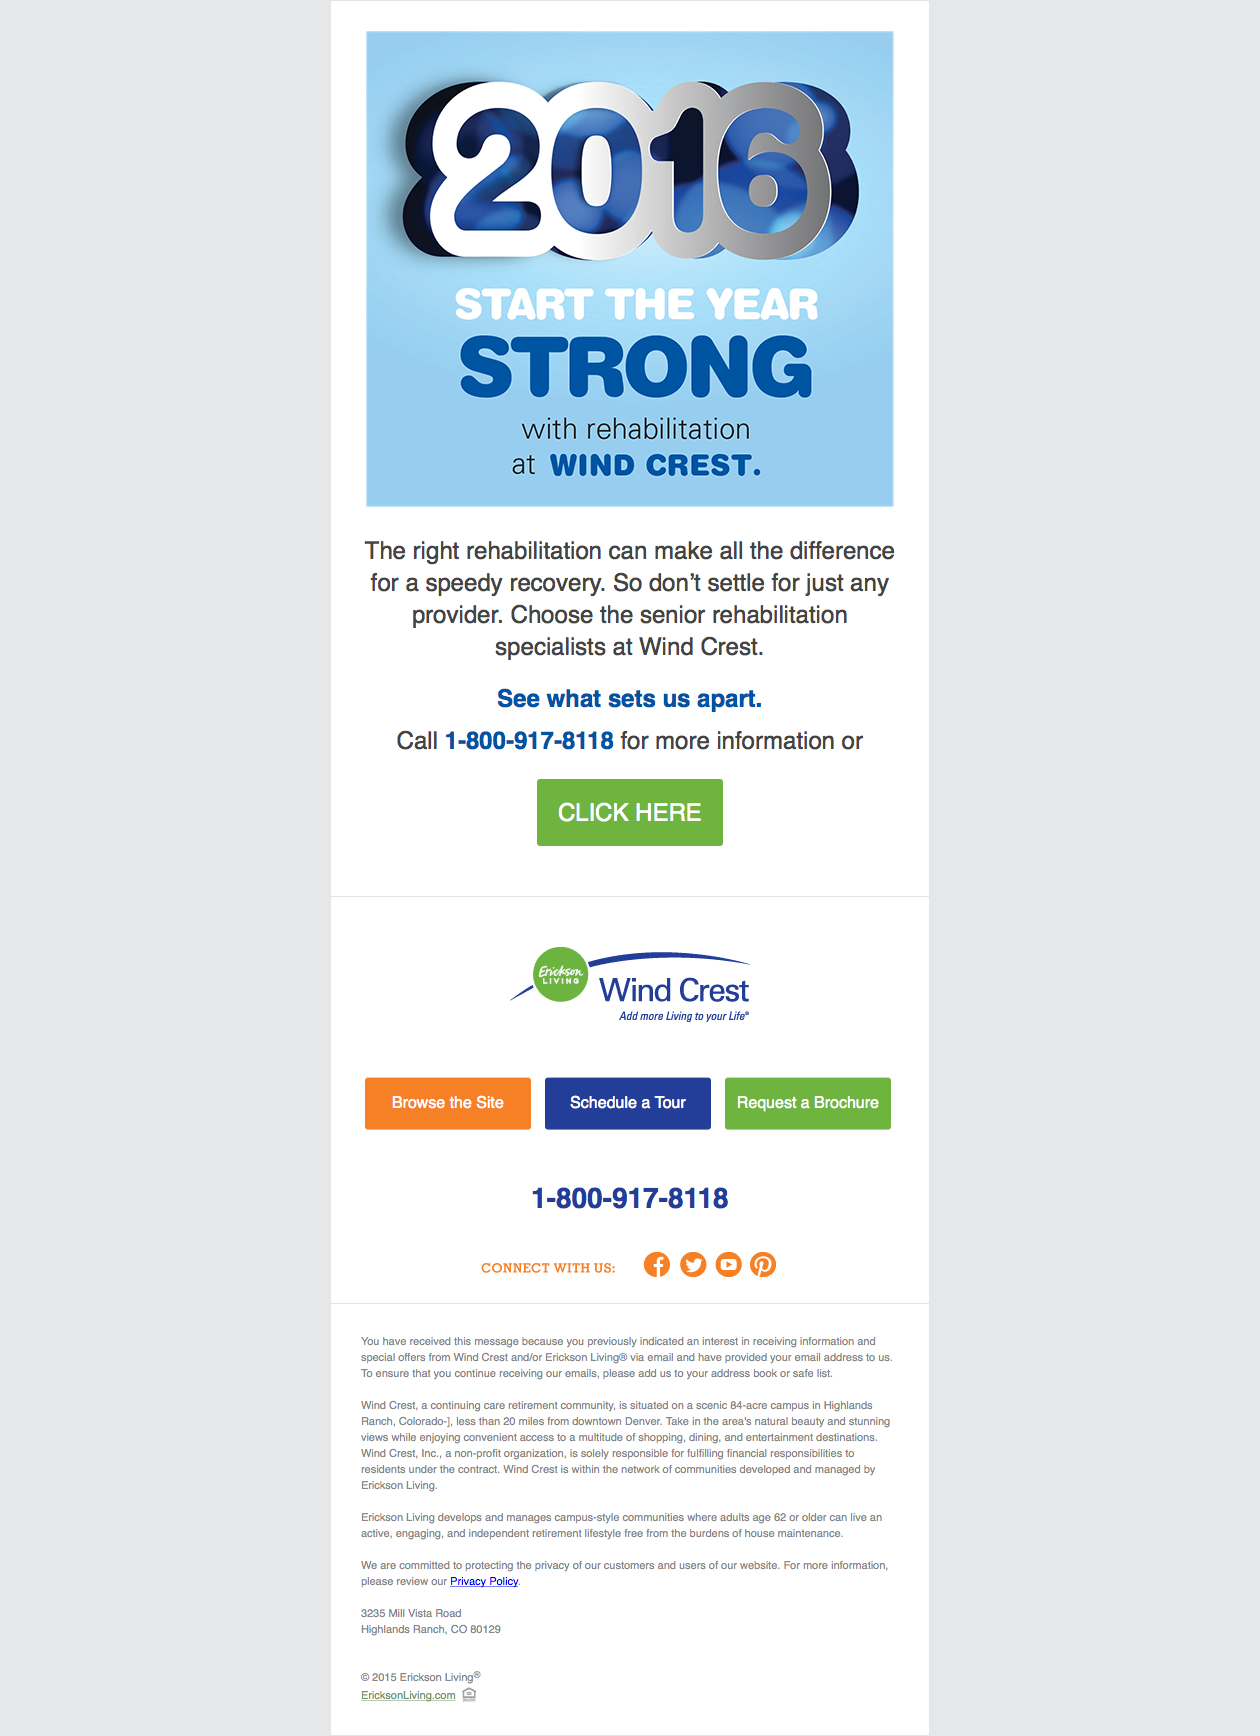 2016
START THE YEAR
STRONG
with rehabilitation
at WIND CREST.
The right rehabilitation can make all the difference
for a speedy recovery. So don’t settle for just any
provider. Choose the senior rehabilitation
specialists at Wind Crest.
See what sets us apart.
Call 1-800-917-8118 for more information or
CLICK HERE
Erickson
LIVING
Wind Crest
Add more Living to your Life®
Browse the Site
Schedule a Tour
Request a Brochure
1-800-917-8118
CONNECT WITH US:
You have received this message because you previously indicated an interest in receiving information and
special offers from Wind Crest and/or Erickson Living® via email and have provided your email address to us.
To ensure that you continue receiving our emails, please add us to your address book or safe list.
Wind Crest, a continuing care retirement community, is situated on a scenic 84-acre campus in Highlands
Ranch, Colorado-], less than 20 miles from downtown Denver. Take in the area’s natural beauty and stunning
views while enjoying convenient access to a multitude of shopping, dining, and entertainment destinations.
Wind Crest, Inc., a non-profit organization, is solely responsible for fulfilling financial responsibilities to
residents under the contract. Wind Crest is within the network of communities developed and managed by
Erickson Living.
Erickson Living develops and manages campus-style communities where adults age 62 or older can live an
active, engaging, and independent retirement lifestyle free from the burdens of house maintenance.
We are committed to protecting the privacy of our customers and users of our website. For more information,
please review our Privacy Policy.
3235 Mill Vista Road
Highlands Ranch, CO 80129
© 2015 Erickson Living®
EricksonLiving.com